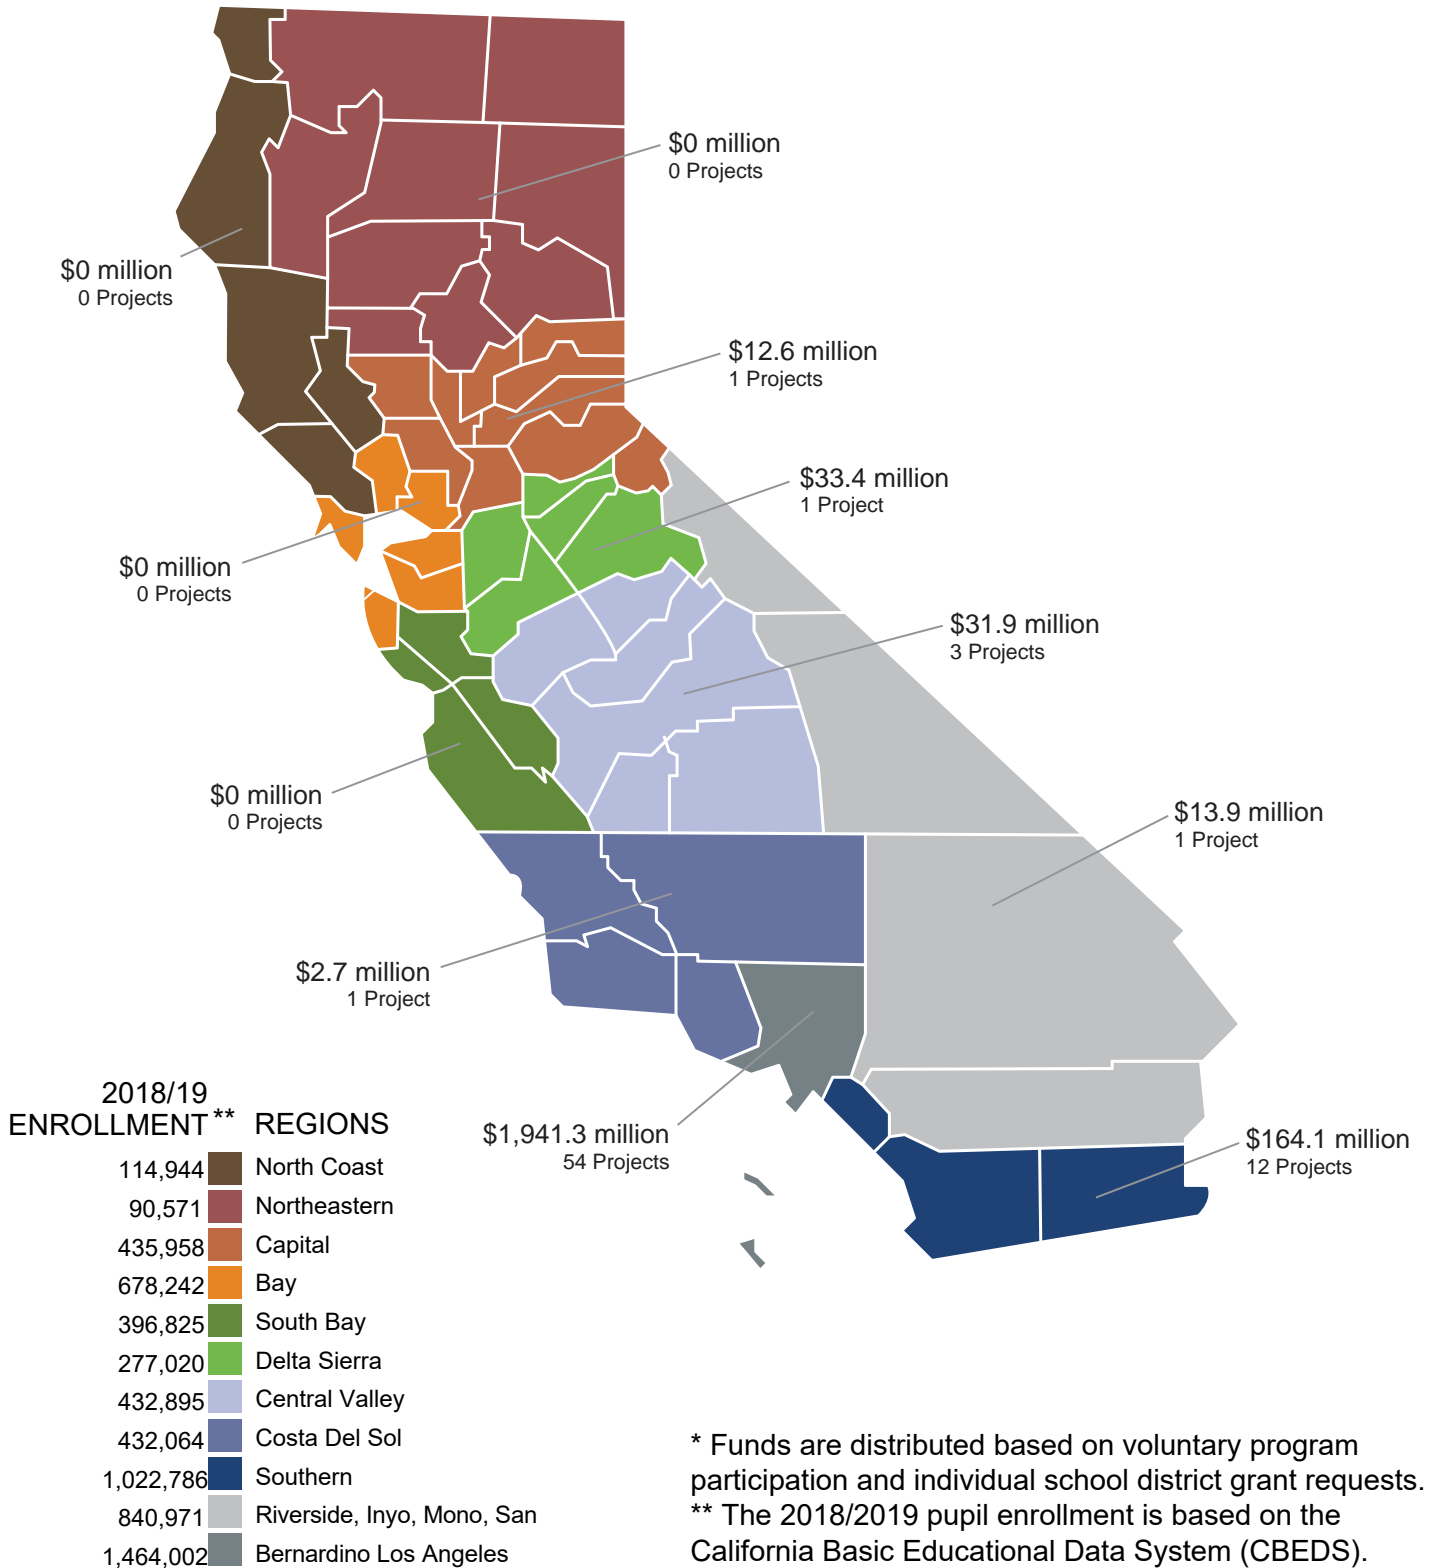 $0 million
0 Projects
$0 million
0 Projects
$12.6 million
1 Projects
$33.4 million
1 Project
$0 million
0 Projects
$31.9 million
3 Projects
$0 million
0 Projects
$13.9 million
1 Project
$2.7 million
1 Project
$1,941.3 million
54 Projects
$164.1 million
12 Projects
2018/19
ENROLLMENT ** REGIONS
114,944 North Coast
90,571 Northeastern
435,958 Capital
678,242 Bay
396,825 South Bay
277,020 Delta Sierra
432,895 Central Valley
432,064 Costa Del Sol
1,022,786 Southern
840,971 Riverside, Inyo, Mono, San
1,464,002 Bernardino Los Angeles
* Funds are distributed based on voluntary program
participation and individual school district grant requests.
** The 2018/2019 pupil enrollment is based on the
California Basic Educational Data System (CBEDS).